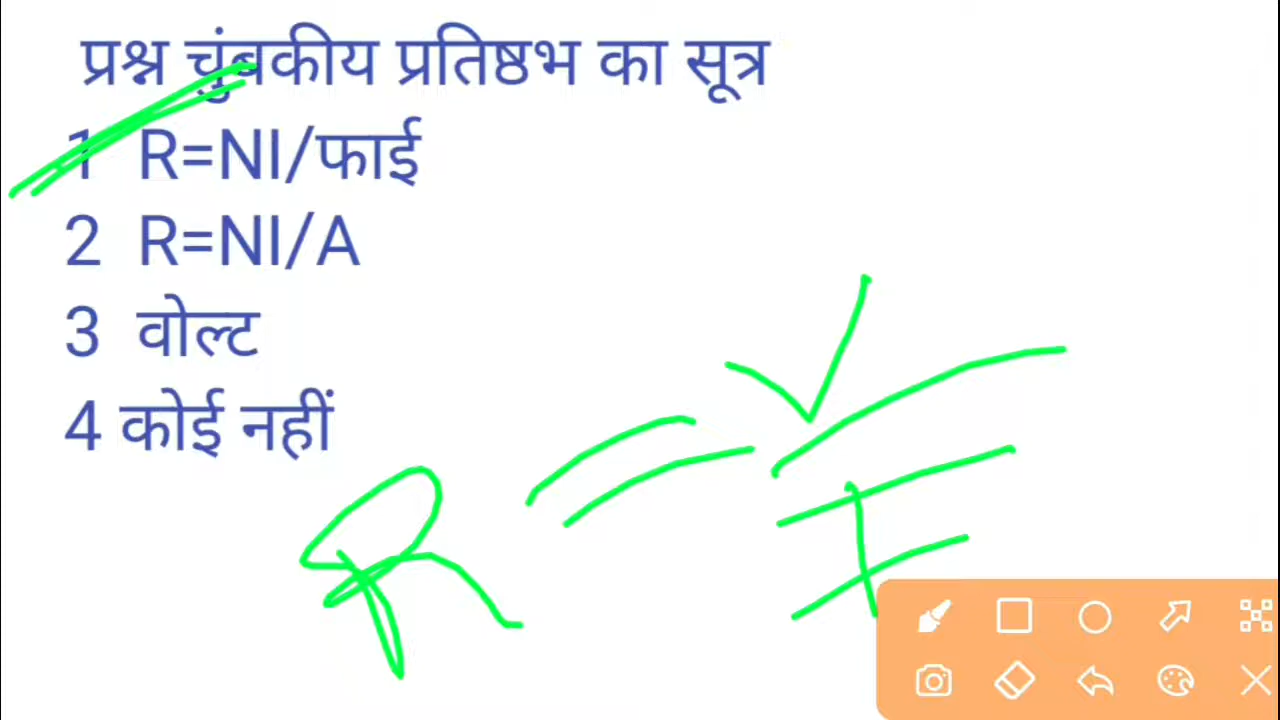 प्रश्न चुंबकीय प्रतिष्ठभ का सूत्र
1 R=NI/फाई
2 R=NI/A
3 वोल्ट
4 कोई नहीं
R = V
I